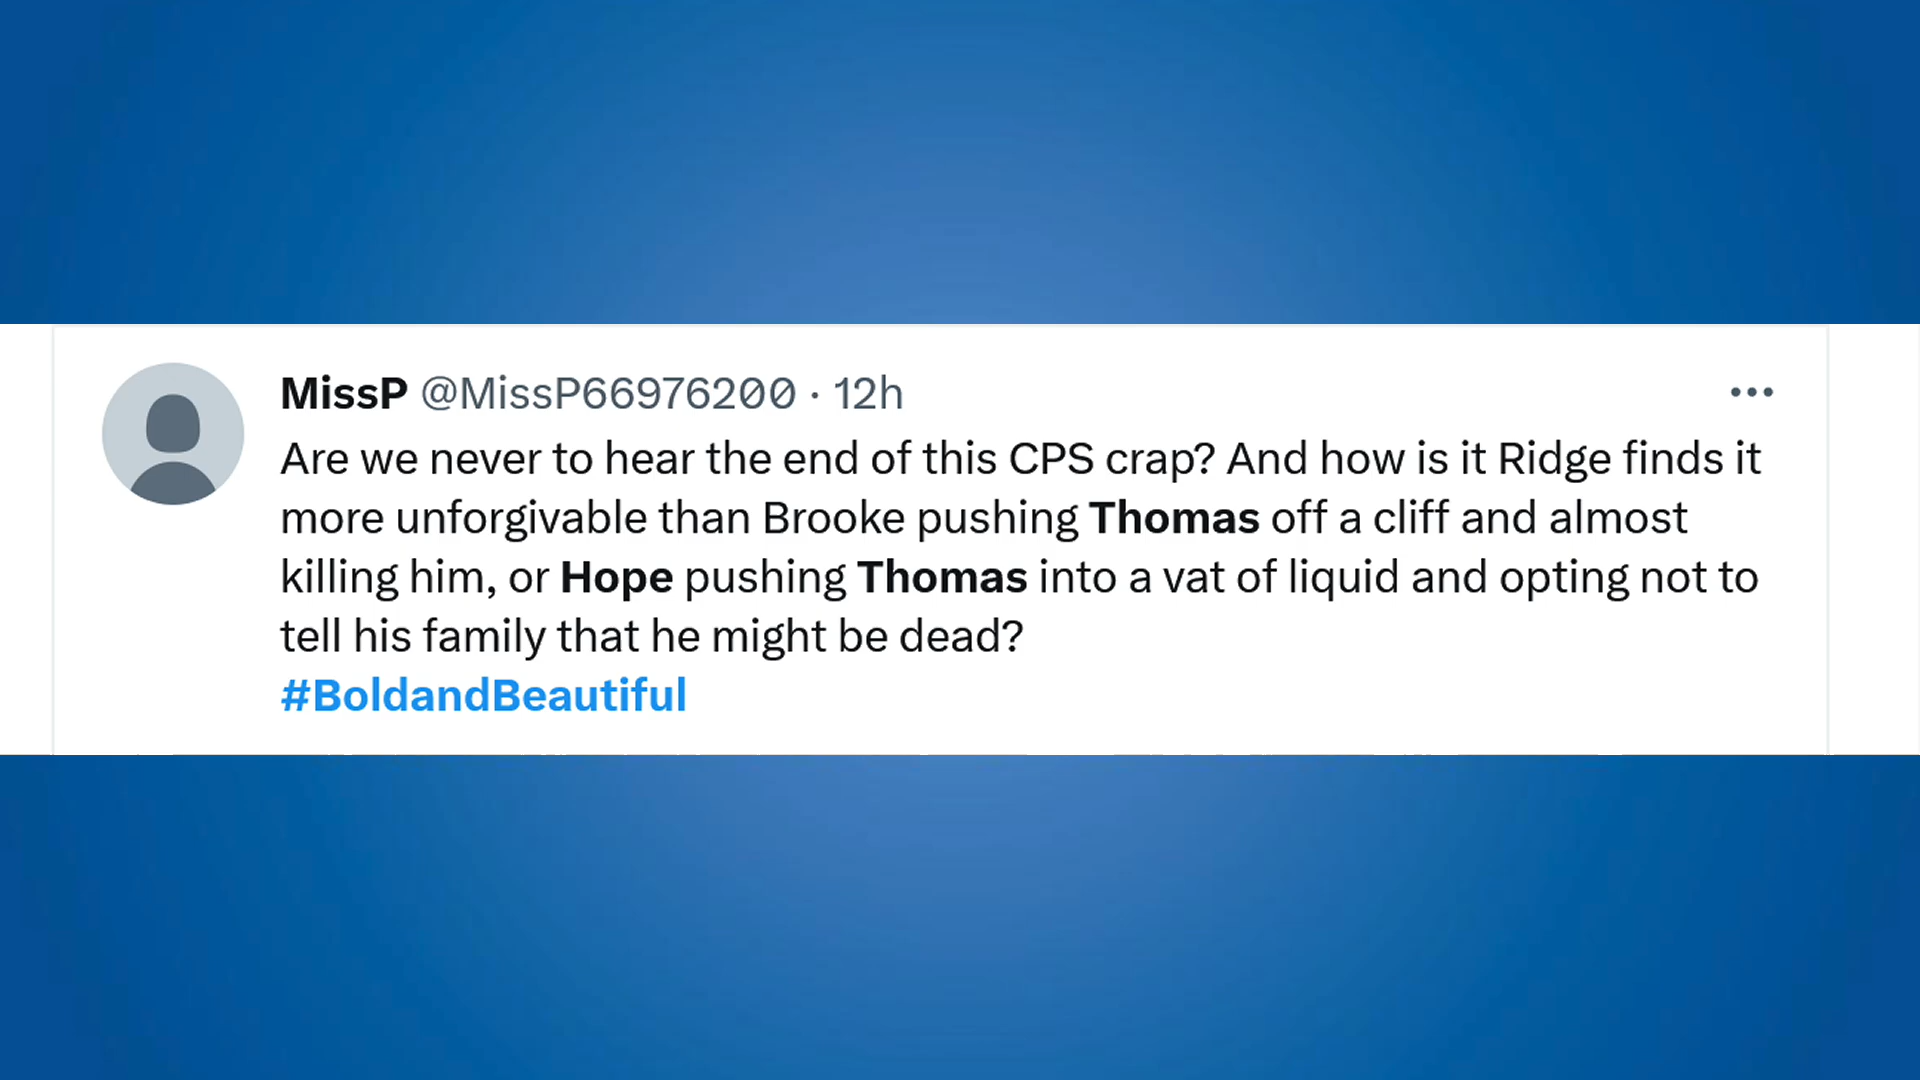 MissP @MissP66976200 · 12h
Are we never to hear the end of this CPS crap? And how is it Ridge finds it
more unforgivable than Brooke pushing Thomas off a cliff and almost
killing him, or Hope pushing Thomas into a vat of liquid and opting not to
tell his family that he might be dead?
#BoldandBeautiful